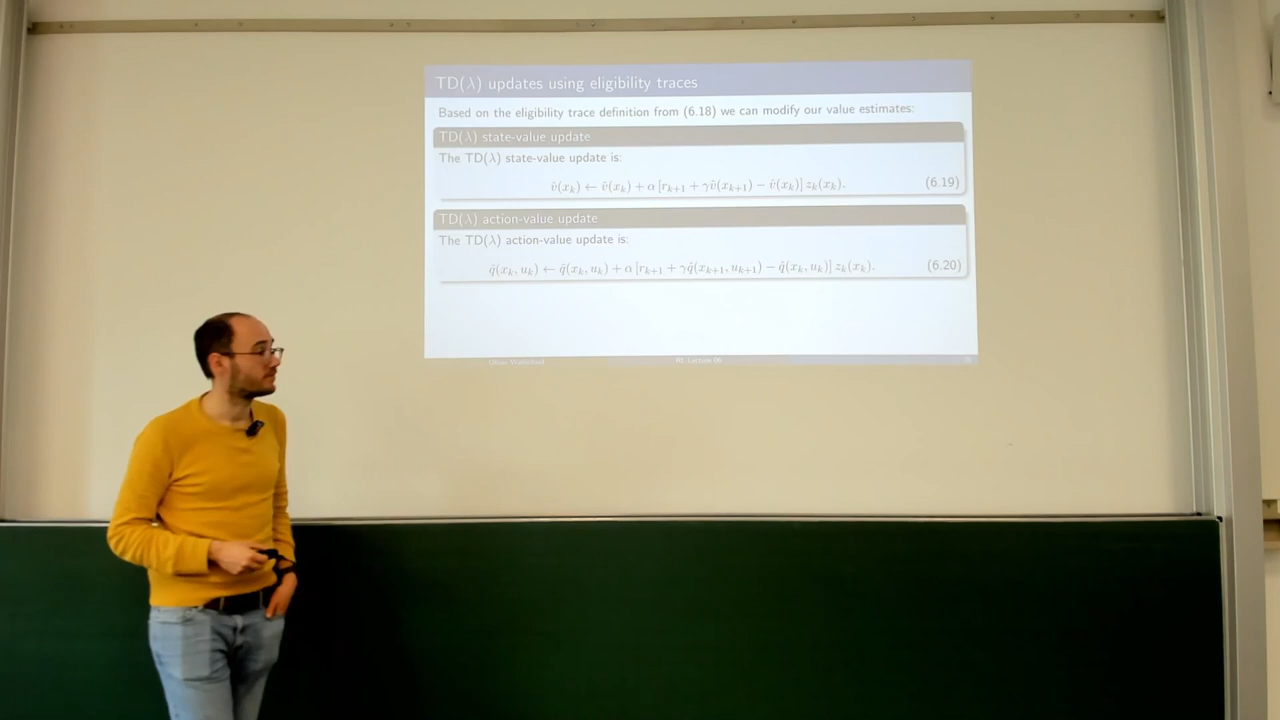 TD(λ) updates using eligibility traces
Based on the eligibility trace definition from (6.18) we can modify our value estimates:
TD(λ) state-value update
The TD(λ) state-value update is:
v̂(x_k) ← v̂(x_k) + α [r_{k+1} + γv̂(x_{k+1}) − v̂(x_k)] z_k(x_k). (6.19)
TD(λ) action-value update
The TD(λ) action-value update is:
q̂(x_k, u_k) ← q̂(x_k, u_k) + α [r_{k+1} + γq̂(x_{k+1}, u_{k+1}) − q̂(x_k, u_k)] z_k(x_k). (6.20)
RL Lecture 06